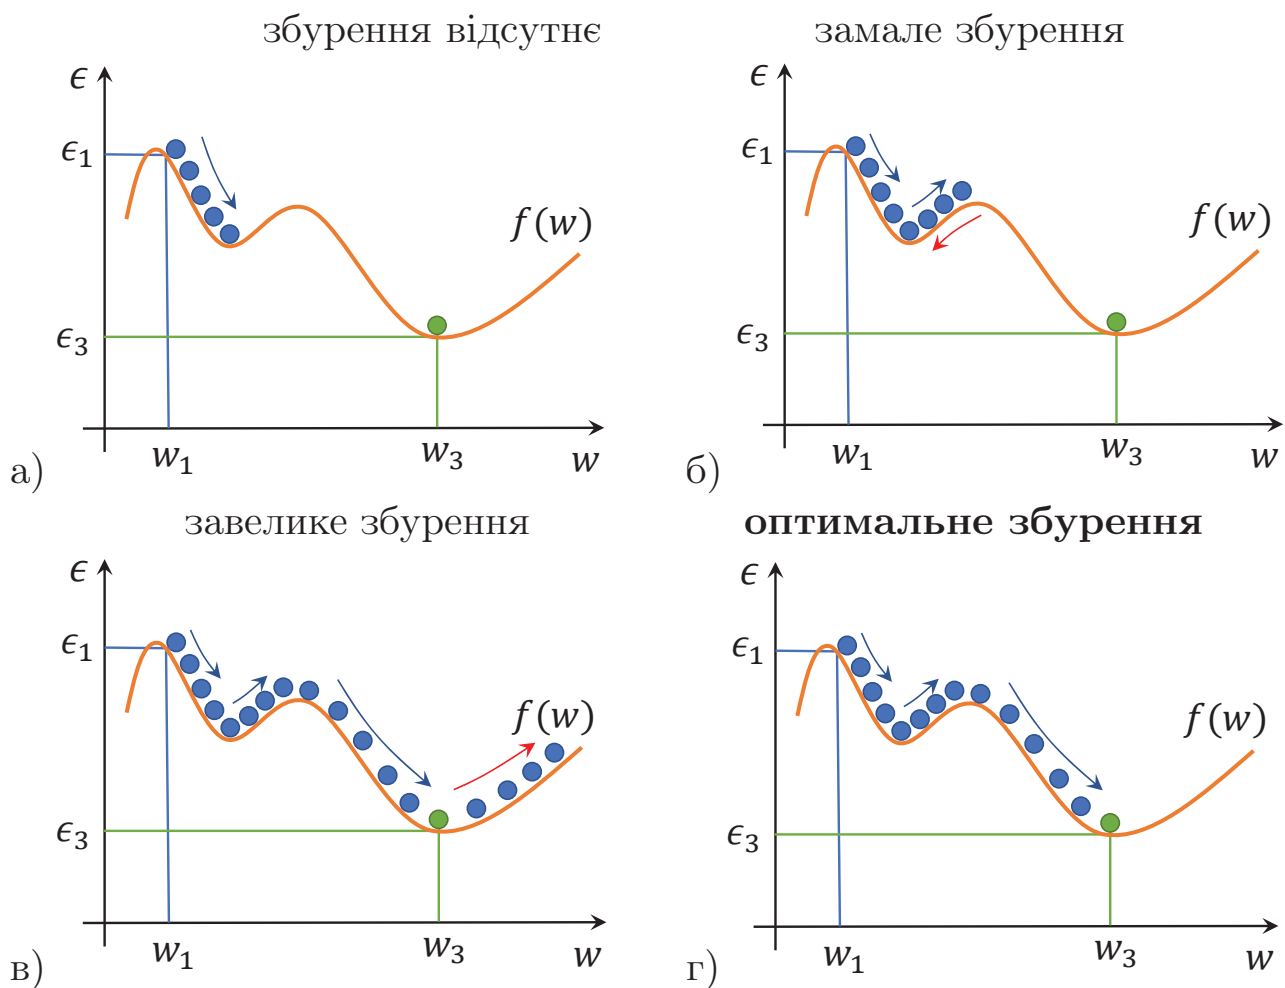 збурення відсутнє
ϵ
ϵ₁
f(w)
ϵ₃
w₁
w₃
w
а)
замале збурення
ϵ
ϵ₁
f(w)
ϵ₃
w₁
w₃
w
б)
завелике збурення
ϵ
ϵ₁
f(w)
ϵ₃
w₁
w₃
w
в)
оптимальне збурення
ϵ
ϵ₁
f(w)
ϵ₃
w₁
w₃
w
г)